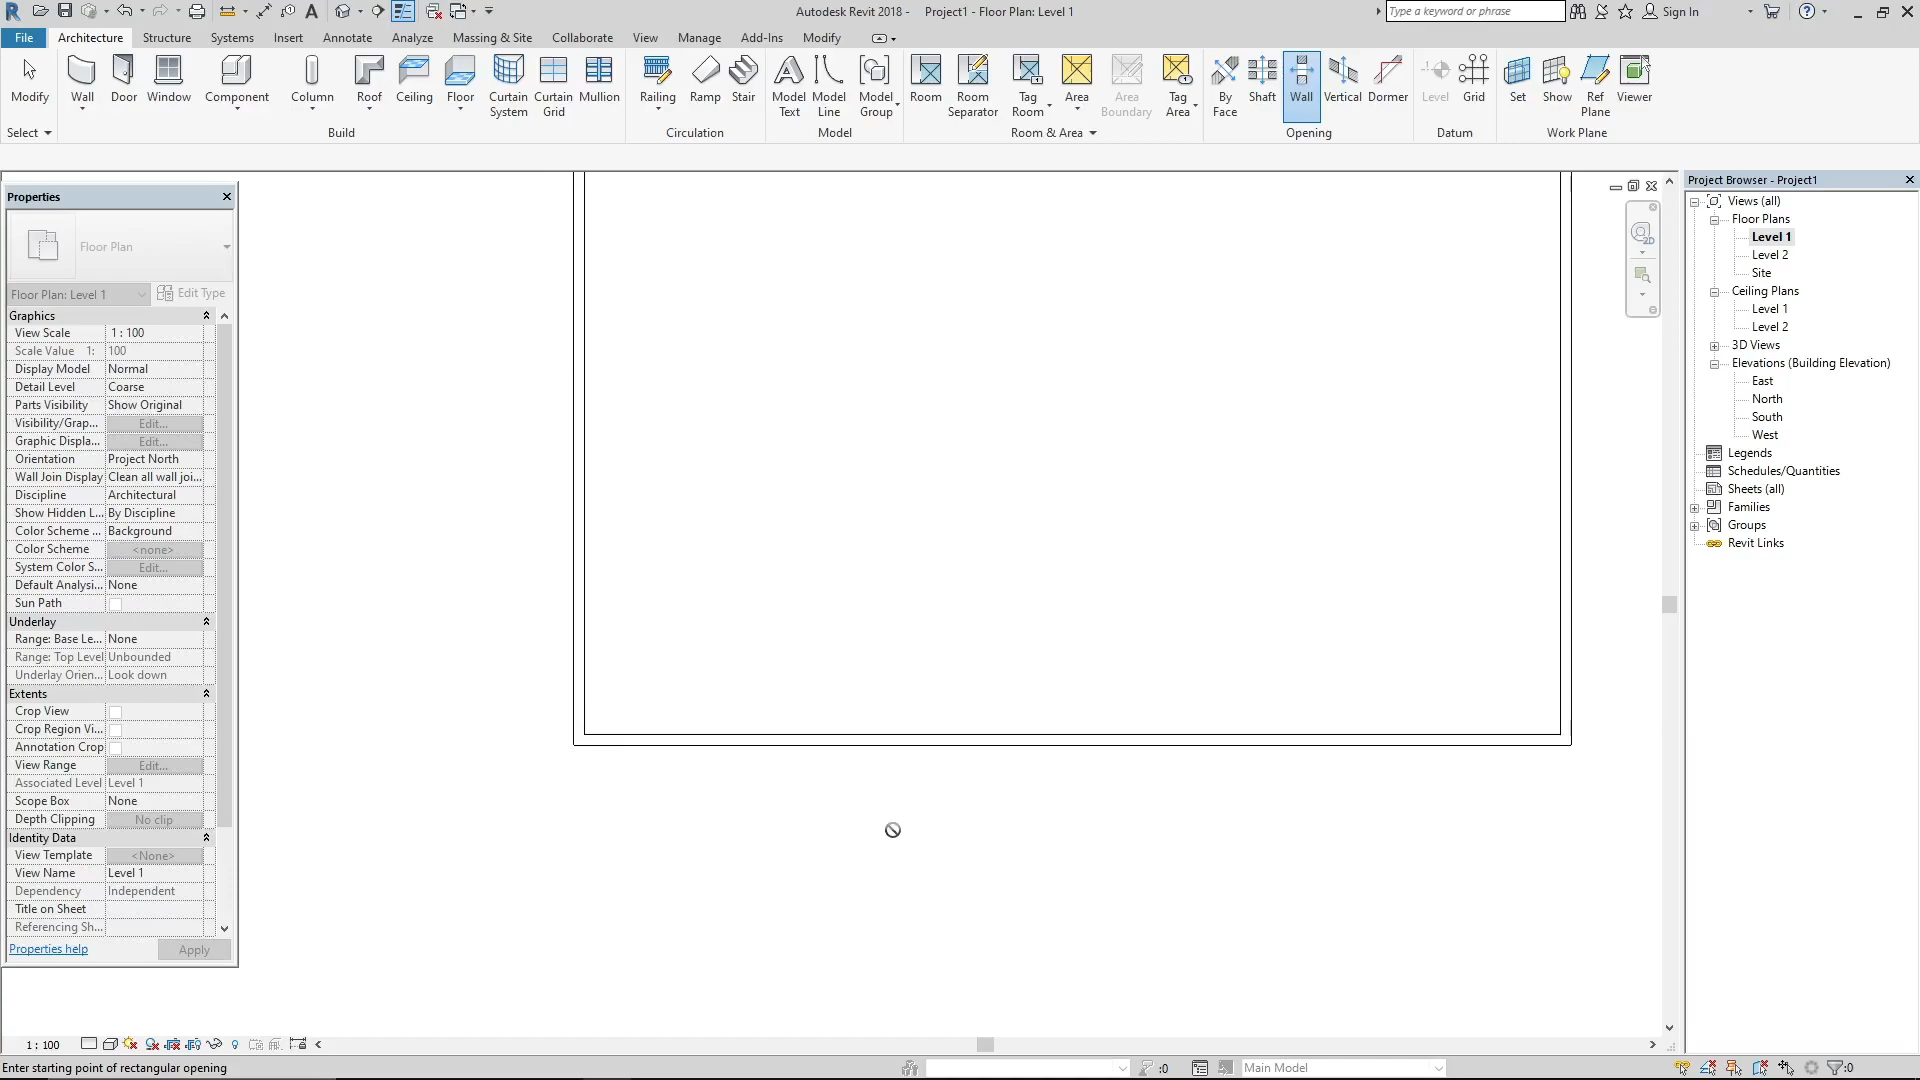 Autodesk Revit 2018 - Project1 - Floor Plan: Level 1
Type a keyword or phrase
Sign In
File Architecture Structure Systems Insert Annotate Analyze Massing & Site Collaborate View Manage Add-Ins Modify
Modify Wall Door Window Component Column Roof Ceiling Floor Curtain System Curtain Grid Mullion Railing Ramp Stair Model Text Model Line Model Group Room Room Separator Tag Room Area Area Boundary Tag Area By Face Shaft Wall Vertical Dormer Level Grid Set Show Ref Plane Viewer
Select Build Circulation Model Room & Area Opening Datum Work Plane
Properties
Floor Plan
Floor Plan: Level 1 Edit Type
Graphics
View Scale 1 : 100
Scale Value 1: 100
Display Model Normal
Detail Level Coarse
Parts Visibility Show Original
Visibility/Grap... Edit...
Graphic Displa... Edit...
Orientation Project North
Wall Join Display Clean all wall joi...
Discipline Architectural
Show Hidden L... By Discipline
Color Scheme ... Background
Color Scheme <none>
System Color S... Edit...
Default Analysi... None
Sun Path
Underlay
Range: Base Le... None
Range: Top Level Unbounded
Underlay Orien... Look down
Extents
Crop View
Crop Region Vi...
Annotation Crop
View Range Edit...
Associated Level Level 1
Scope Box None
Depth Clipping No clip
Identity Data
View Template <None>
View Name Level 1
Dependency Independent
Title on Sheet
Referencing Sh...
Properties help Apply
2D
Project Browser - Project1
Views (all)
Floor Plans
Level 1
Level 2
Site
Ceiling Plans
Level 1
Level 2
3D Views
Elevations (Building Elevation)
East
North
South
West
Legends
Schedules/Quantities
Sheets (all)
Families
Groups
Revit Links
1 : 100
Enter starting point of rectangular opening
:0
Main Model
:0